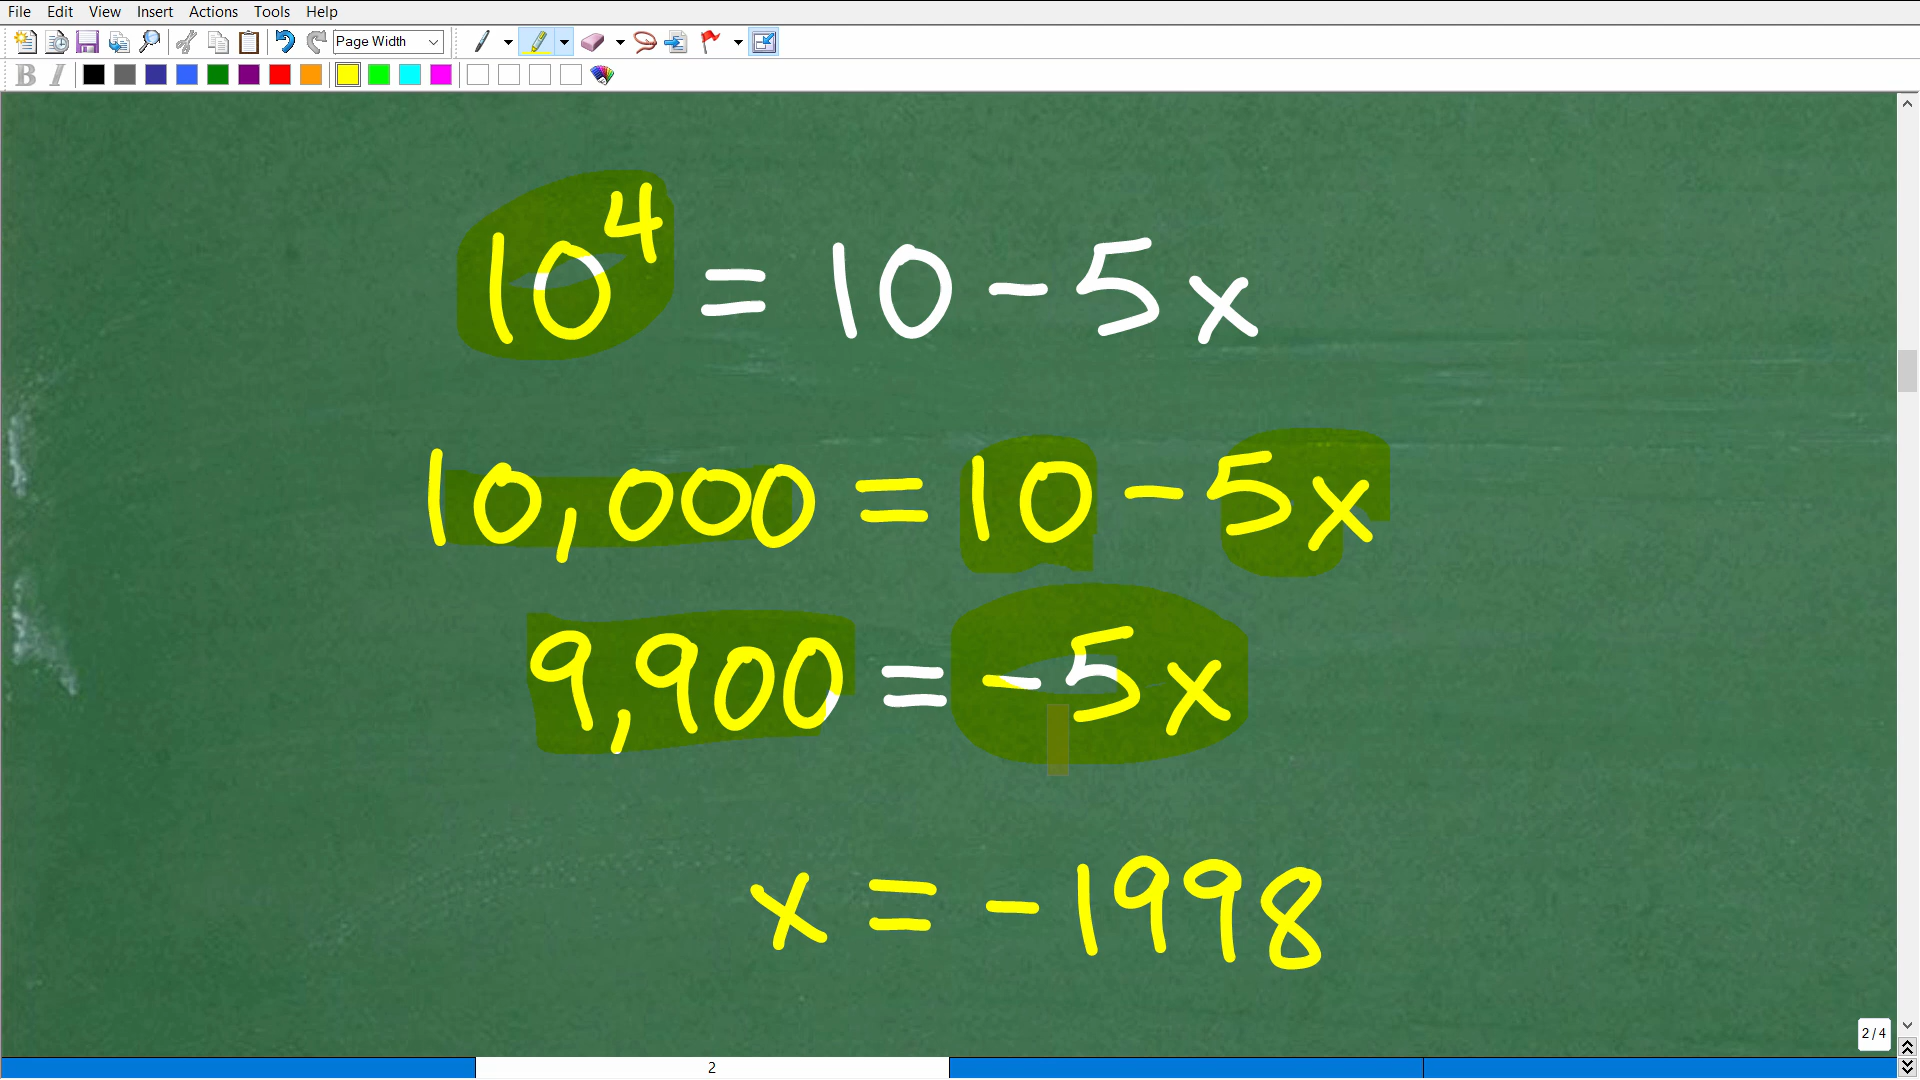 File Edit View Insert Actions Tools Help
Page Width
B I
10⁴ = 10 - 5x
10,000 = 10 - 5x
9,900 = - 5x
x = - 1998
2 / 4
2